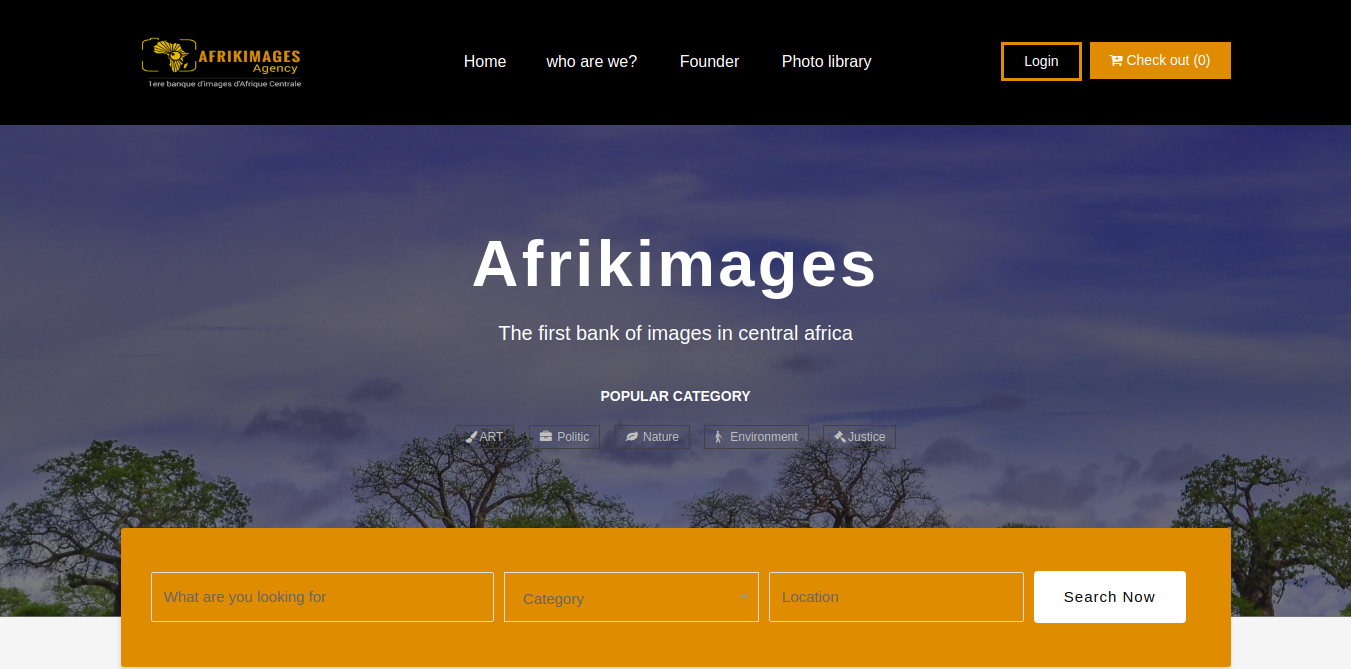 AFRIKIMAGES
Agency
1ere banque d'images d'Afrique Centrale
Home who are we? Founder Photo library
Login Check out (0)
Afrikimages
The first bank of images in central africa
POPULAR CATEGORY
ART Politic Nature Environment Justice
What are you looking for Category Location Search Now